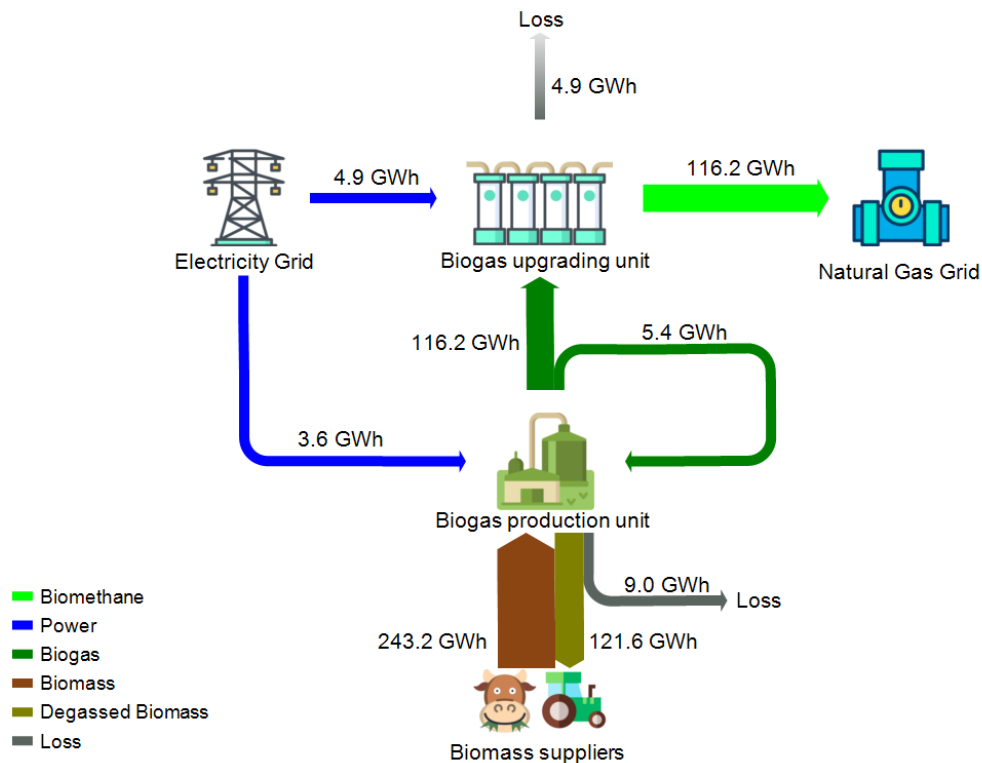 Loss
4.9 GWh
4.9 GWh
116.2 GWh
Electricity Grid
Biogas upgrading unit
Natural Gas Grid
116.2 GWh
5.4 GWh
3.6 GWh
Biogas production unit
9.0 GWh
Loss
243.2 GWh
121.6 GWh
Biomass suppliers
Biomethane
Power
Biogas
Biomass
Degassed Biomass
Loss